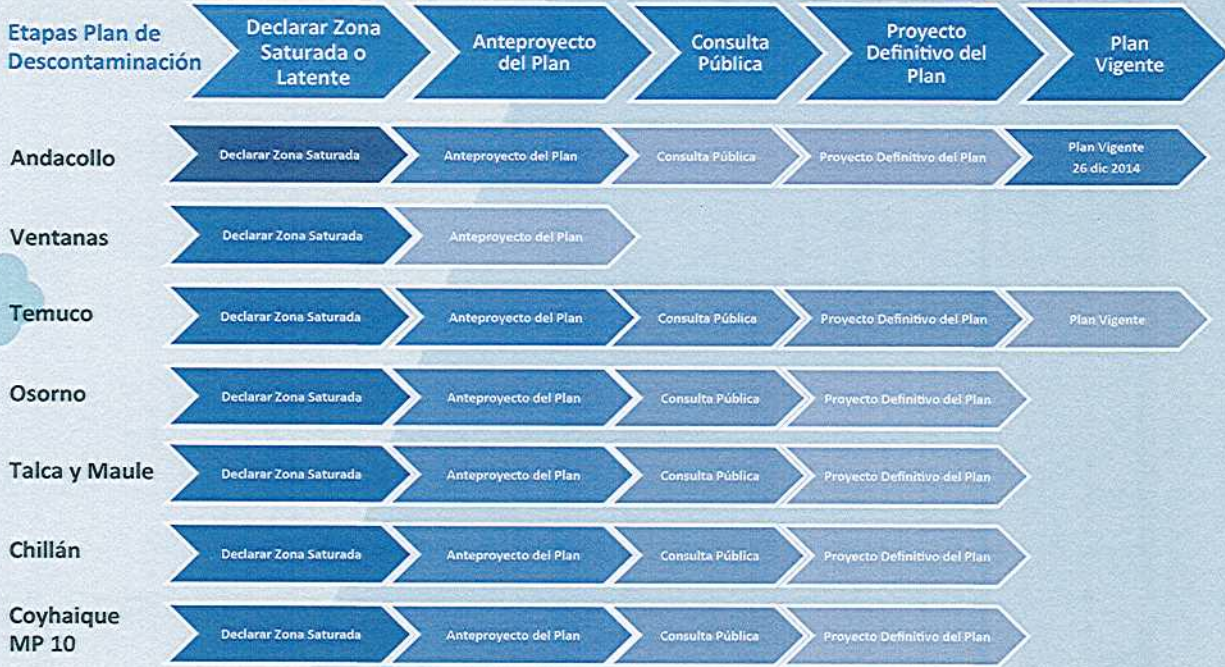 Etapas Plan de
Descontaminación
Declarar Zona
Saturada o
Latente
Anteproyecto
del Plan
Consulta
Pública
Proyecto
Definitivo del
Plan
Plan
Vigente
Andacollo
Declarar Zona Saturada
Anteproyecto del Plan
Consulta Pública
Proyecto Definitivo del Plan
Plan Vigente
26 dic 2014
Ventanas
Declarar Zona Saturada
Anteproyecto del Plan
Temuco
Declarar Zona Saturada
Anteproyecto del Plan
Consulta Pública
Proyecto Definitivo del Plan
Plan Vigente
Osorno
Declarar Zona Saturada
Anteproyecto del Plan
Consulta Pública
Proyecto Definitivo del Plan
Talca y Maule
Declarar Zona Saturada
Anteproyecto del Plan
Consulta Pública
Proyecto Definitivo del Plan
Chillán
Declarar Zona Saturada
Anteproyecto del Plan
Consulta Pública
Proyecto Definitivo del Plan
Coyhaique
MP 10
Declarar Zona Saturada
Anteproyecto del Plan
Consulta Pública
Proyecto Definitivo del Plan